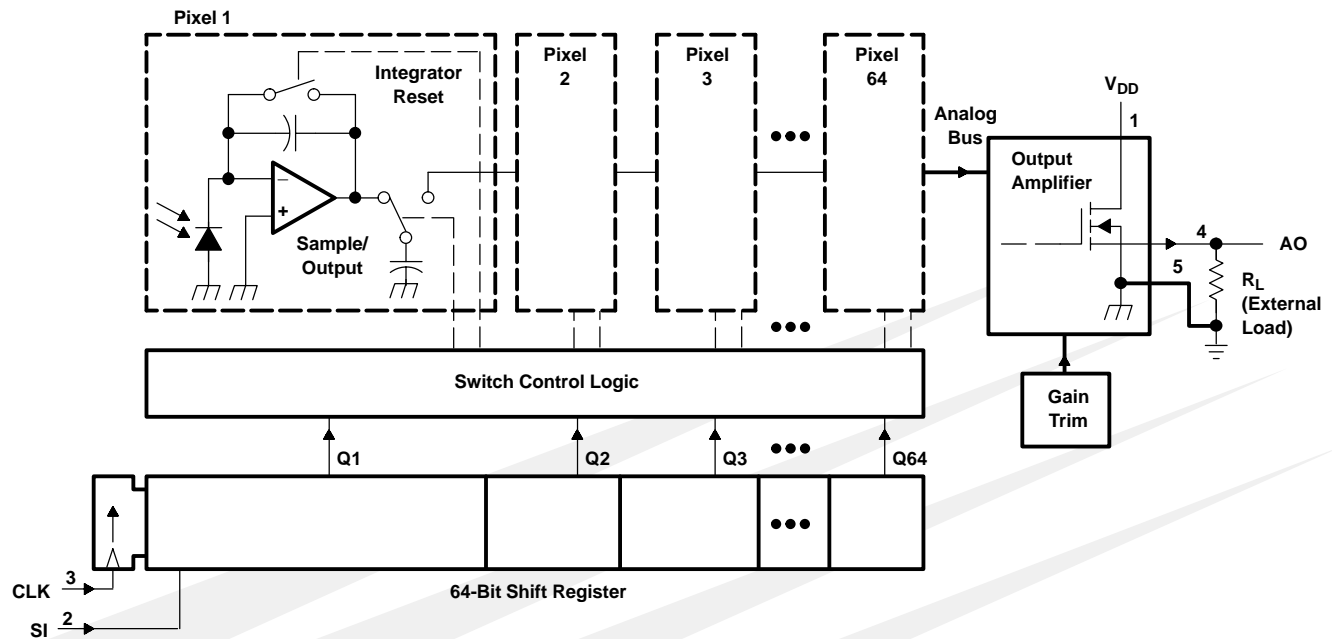 Pixel 1
Pixel
2
Pixel
3
Pixel
64
Integrator
Reset
−
+
Sample/
Output
Analog
Bus
VDD
1
Output
Amplifier
4
AO
5
RL
(External
Load)
Gain
Trim
Switch Control Logic
Q1
Q2
Q3
Q64
CLK
3
SI
2
64-Bit Shift Register